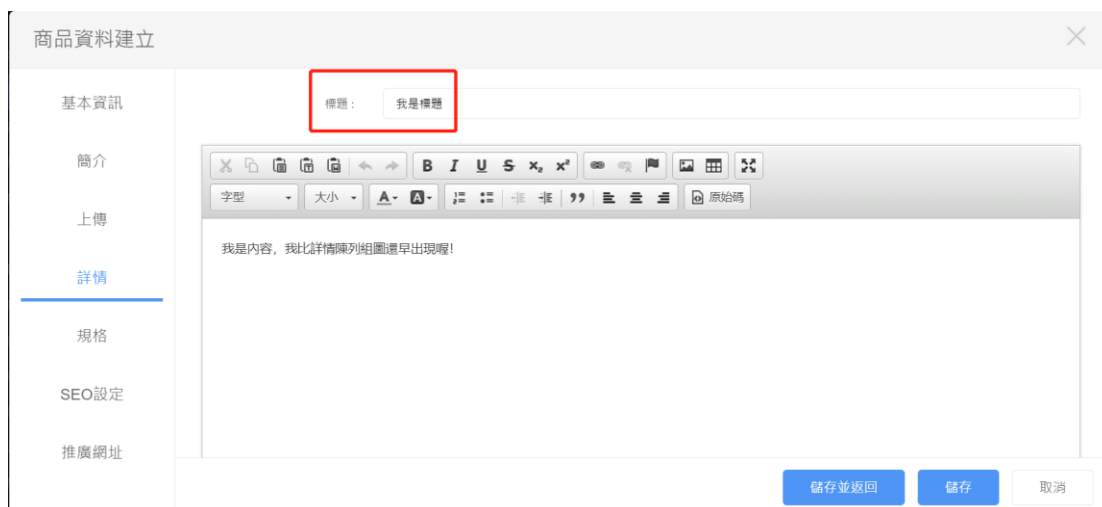 商品資料建立
基本資訊
簡介
上傳
詳情
規格
SEO設定
推廣網址
標題：
我是標題
B I U S x₂ x²
字型 大小 A A 原始碼
我是內容，我比詳情陳列組圖還早出現喔！
儲存並返回 儲存 取消